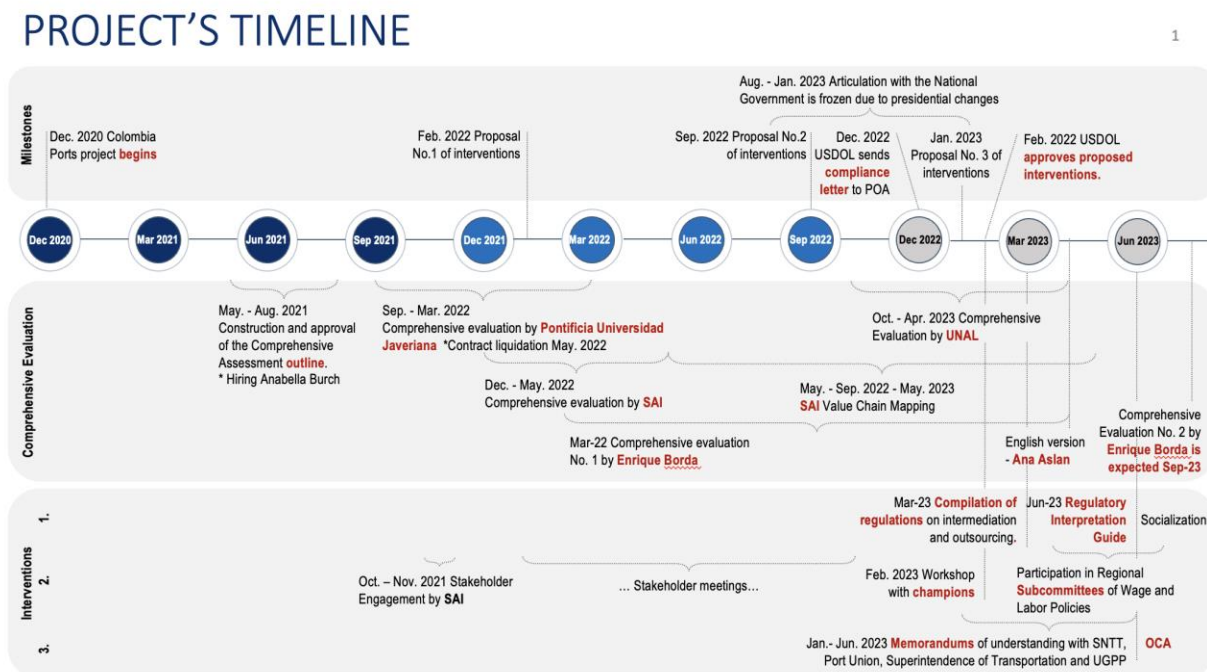 PROJECT'S TIMELINE
1
Milestones
Dec. 2020 Colombia
Ports project begins
Feb. 2022 Proposal
No.1 of interventions
Aug. - Jan. 2023 Articulation with the National
Government is frozen due to presidential changes
Sep. 2022 Proposal No.2
of interventions
Dec. 2022
USDOL sends
compliance
letter to POA
Jan. 2023
Proposal No. 3 of
interventions
Feb. 2022 USDOL
approves proposed
interventions.
Dec 2020
Mar 2021
Jun 2021
Sep 2021
Dec 2021
Mar 2022
Jun 2022
Sep 2022
Dec 2022
Mar 2023
Jun 2023
Comprehensive Evaluation
May. - Aug. 2021
Construction and approval
of the Comprehensive
Assessment outline.
* Hiring Anabella Burch
Sep. - Mar. 2022
Comprehensive evaluation by Pontificia Universidad
Javeriana *Contract liquidation May. 2022
Dec. - May. 2022
Comprehensive evaluation by SAI
Mar-22 Comprehensive evaluation
No. 1 by Enrique Borda
May. - Sep. 2022 - May. 2023
SAI Value Chain Mapping
Oct. - Apr. 2023 Comprehensive
Evaluation by UNAL
English version
- Ana Aslan
Comprehensive
Evaluation No. 2 by
Enrique Borda is
expected Sep-23
Interventions
1.
Mar-23 Compilation of
regulations on intermediation
and outsourcing.
Jun-23 Regulatory
Interpretation
Guide
Socialization
2.
Oct. – Nov. 2021 Stakeholder
Engagement by SAI
… Stakeholder meetings…
Feb. 2023 Workshop
with champions
Participation in Regional
Subcommittees of Wage and
Labor Policies
3.
Jan.- Jun. 2023 Memorandums of understanding with SNTT,
Port Union, Superintendence of Transportation and UGPP
OCA